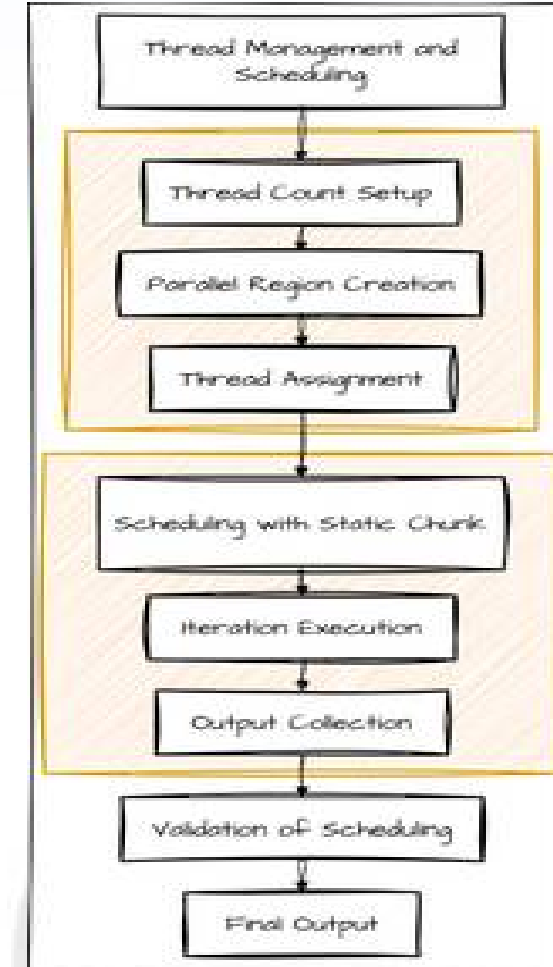 Thread Management and
Scheduling
Thread Count Setup
Parallel Region Creation
Thread Assignment
Scheduling with Static Chunk
Iteration Execution
Output Collection
Validation of Scheduling
Final Output